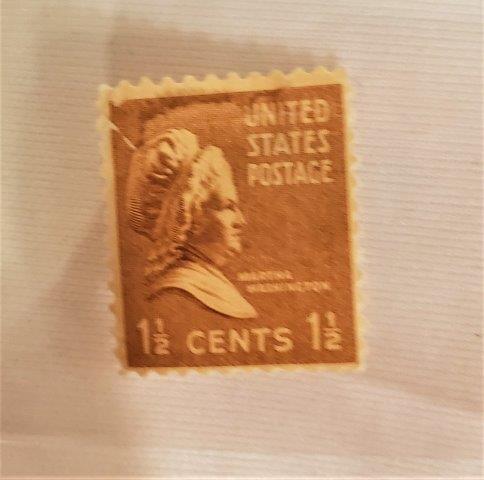 UNITED
STATES
POSTAGE
MARTHA
WASHINGTON
1½ CENTS 1½